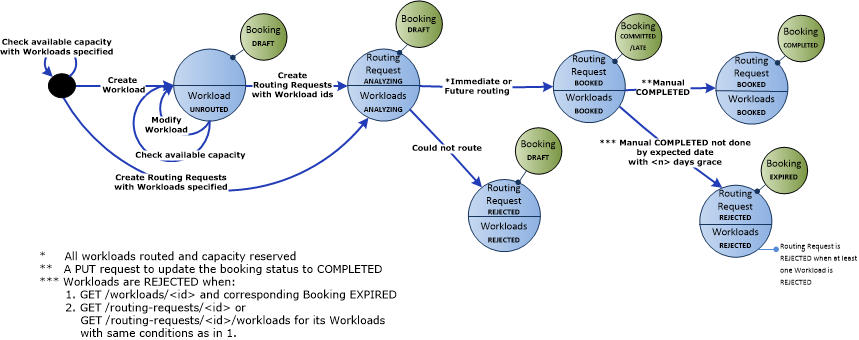 Check available capacity
with Workloads specified
Create
Workload
Booking
DRAFT
Workload
UNROUTED
Modify
Workload
Check available capacity
Create
Routing Requests
with Workload ids
Create Routing Requests
with Workloads specified
Booking
DRAFT
Routing
Request
ANALYZING
Workloads
ANALYZING
*Immediate or
Future routing
Could not route
Booking
DRAFT
Routing
Request
REJECTED
Workloads
REJECTED
Booking
COMMITTED
/LATE
Routing
Request
BOOKED
Workloads
BOOKED
**Manual
COMPLETED
Booking
COMPLETED
Routing
Request
BOOKED
Workloads
BOOKED
*** Manual COMPLETED not done
by expected date
with <n> days grace
Booking
EXPIRED
Routing
Request
REJECTED
Workloads
REJECTED
Routing Request is
REJECTED when at least
one Workload is
REJECTED
* All workloads routed and capacity reserved
** A PUT request to update the booking status to COMPLETED
*** Workloads are REJECTED when:
1. GET /workloads/<id> and corresponding Booking EXPIRED
2. GET /routing-requests/<id> or
GET /routing-requests/<id>/workloads for its Workloads
with same conditions as in 1.